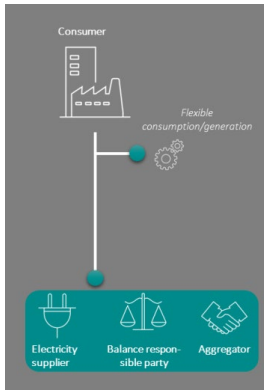 Consumer
Flexible
consumption/generation
Electricity
supplier
Balance respon-
sible party
Aggregator